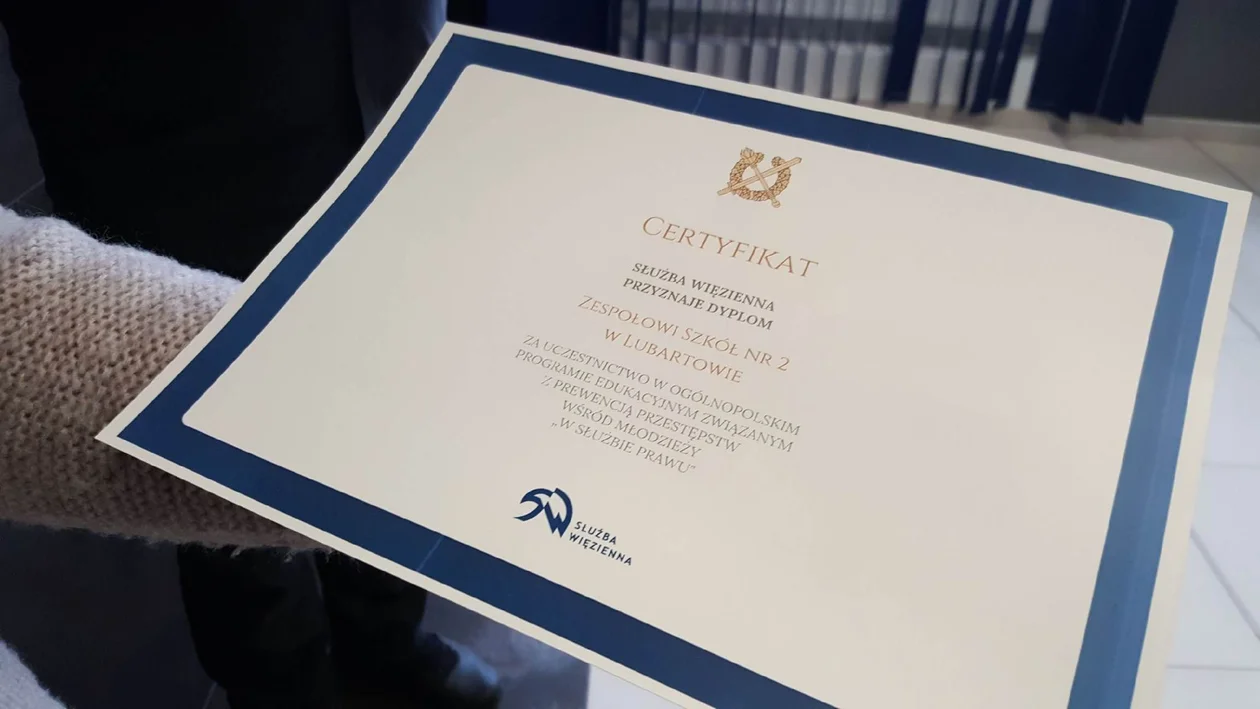 CERTYFIKAT
SŁUŻBA WIĘZIENNA
PRZYZNAJE DYPLOM
ZESPOŁOWI SZKÓŁ NR 2
W LUBARTOWIE
ZA UCZESTNICTWO W OGÓLNOPOLSKIM
PROGRAMIE EDUKACYJNYM ZWIĄZANYM
Z PREWENCJĄ PRZESTĘPSTW
WŚRÓD MŁODZIEŻY
„W SŁUŻBIE PRAWU"
SW SŁUŻBA
WIĘZIENNA